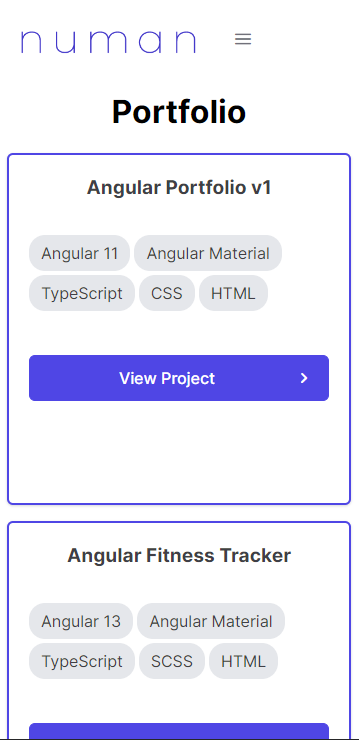 numan
Portfolio
Angular Portfolio v1
Angular 11 Angular Material
TypeScript CSS HTML
View Project
Angular Fitness Tracker
Angular 13 Angular Material
TypeScript SCSS HTML